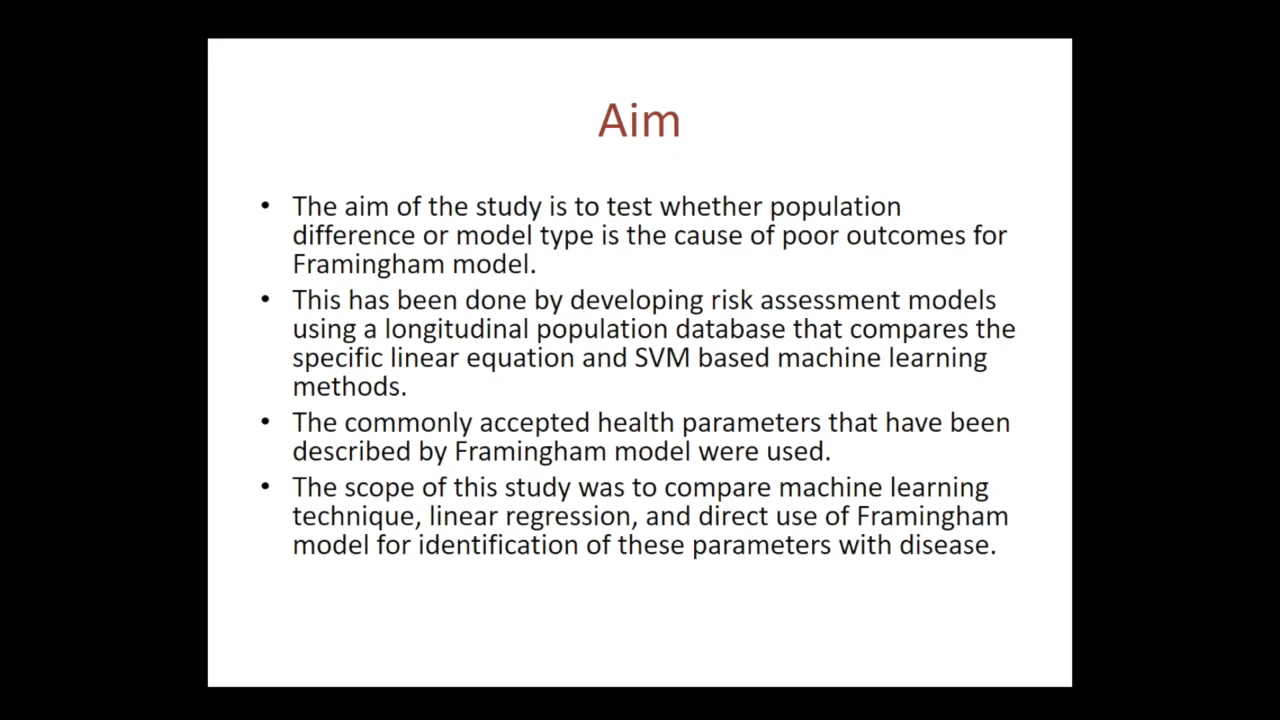 Aim
• The aim of the study is to test whether population
difference or model type is the cause of poor outcomes for
Framingham model.
• This has been done by developing risk assessment models
using a longitudinal population database that compares the
specific linear equation and SVM based machine learning
methods.
• The commonly accepted health parameters that have been
described by Framingham model were used.
• The scope of this study was to compare machine learning
technique, linear regression, and direct use of Framingham
model for identification of these parameters with disease.